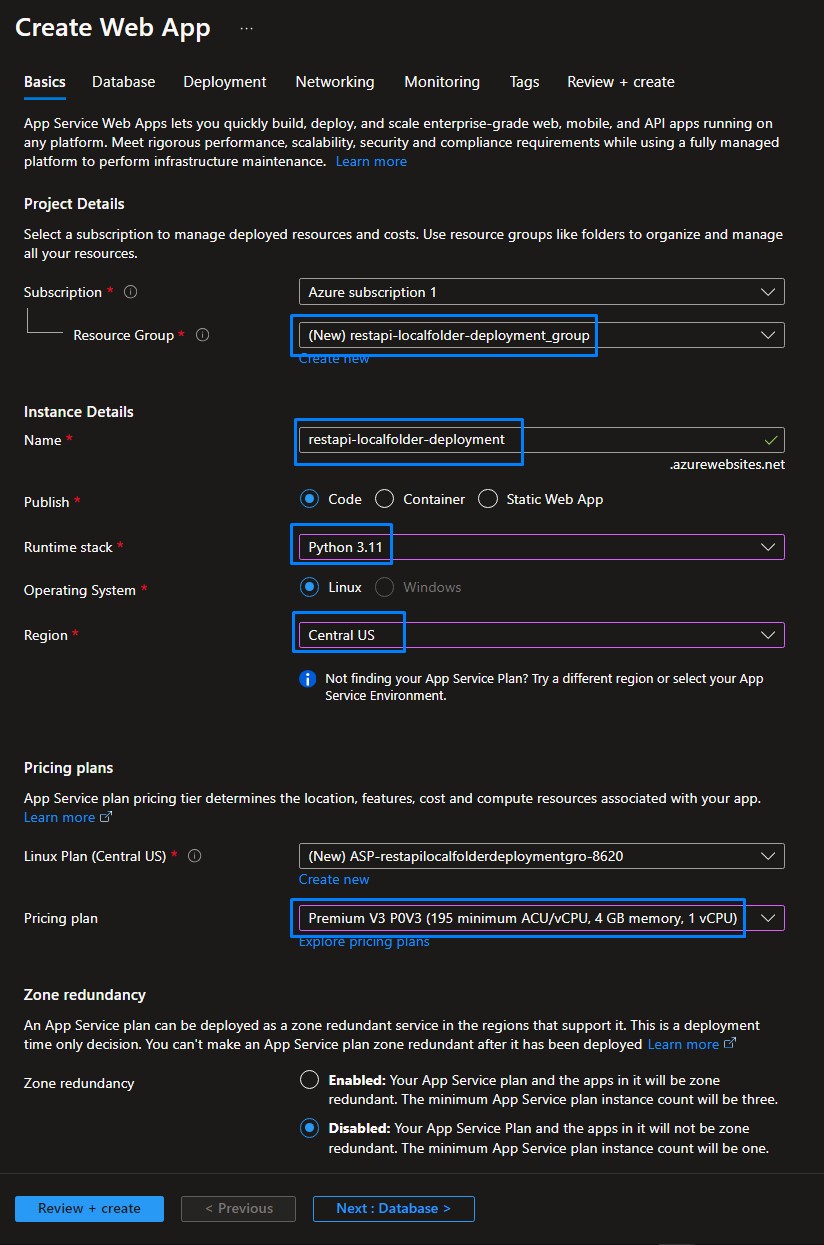 Create Web App ...
Basics Database Deployment Networking Monitoring Tags Review + create
App Service Web Apps lets you quickly build, deploy, and scale enterprise-grade web, mobile, and API apps running on
any platform. Meet rigorous performance, scalability, security and compliance requirements while using a fully managed
platform to perform infrastructure maintenance. Learn more
Project Details
Select a subscription to manage deployed resources and costs. Use resource groups like folders to organize and manage
all your resources.
Subscription * Azure subscription 1
Resource Group * (New) restapi-localfolder-deployment_group
Create new
Instance Details
Name * restapi-localfolder-deployment
.azurewebsites.net
Publish * Code Container Static Web App
Runtime stack * Python 3.11
Operating System * Linux Windows
Region * Central US
Not finding your App Service Plan? Try a different region or select your App
Service Environment.
Pricing plans
App Service plan pricing tier determines the location, features, cost and compute resources associated with your app.
Learn more
Linux Plan (Central US) * (New) ASP-restapilocalfolderdeploymentgro-8620
Create new
Pricing plan Premium V3 P0V3 (195 minimum ACU/vCPU, 4 GB memory, 1 vCPU)
Explore pricing plans
Zone redundancy
An App Service plan can be deployed as a zone redundant service in the regions that support it. This is a deployment
time only decision. You can't make an App Service plan zone redundant after it has been deployed Learn more
Zone redundancy Enabled: Your App Service plan and the apps in it will be zone
redundant. The minimum App Service plan instance count will be three.
Disabled: Your App Service Plan and the apps in it will not be zone
redundant. The minimum App Service plan instance count will be one.
Review + create < Previous Next : Database >